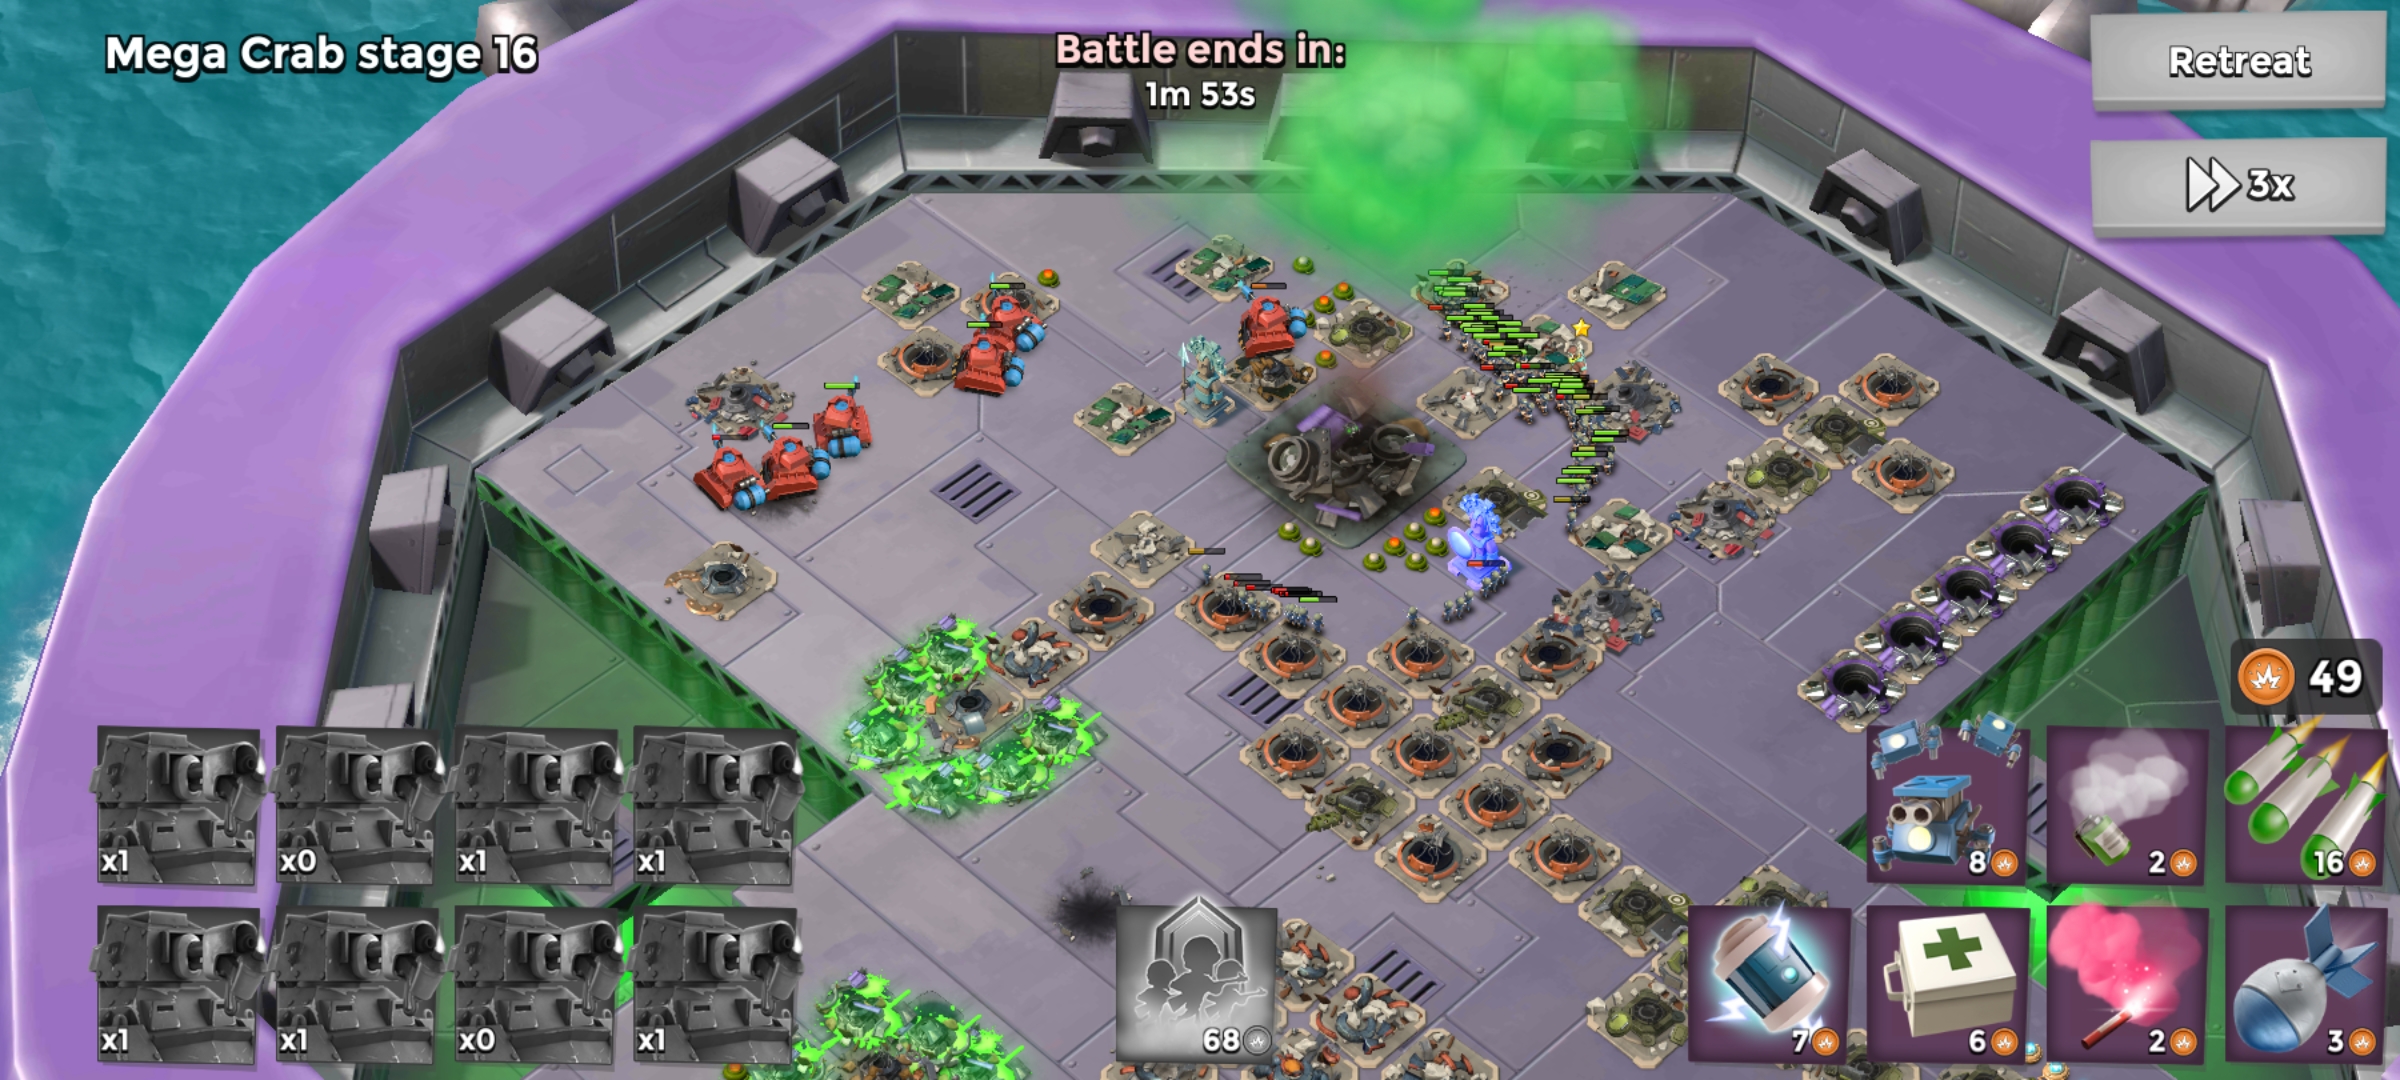 Mega Crab stage 16
Battle ends in:
1m 53s
Retreat
3x
49
x1
x0
x1
x1
8
2
16
x1
x1
x0
x1
68
7
6
2
3